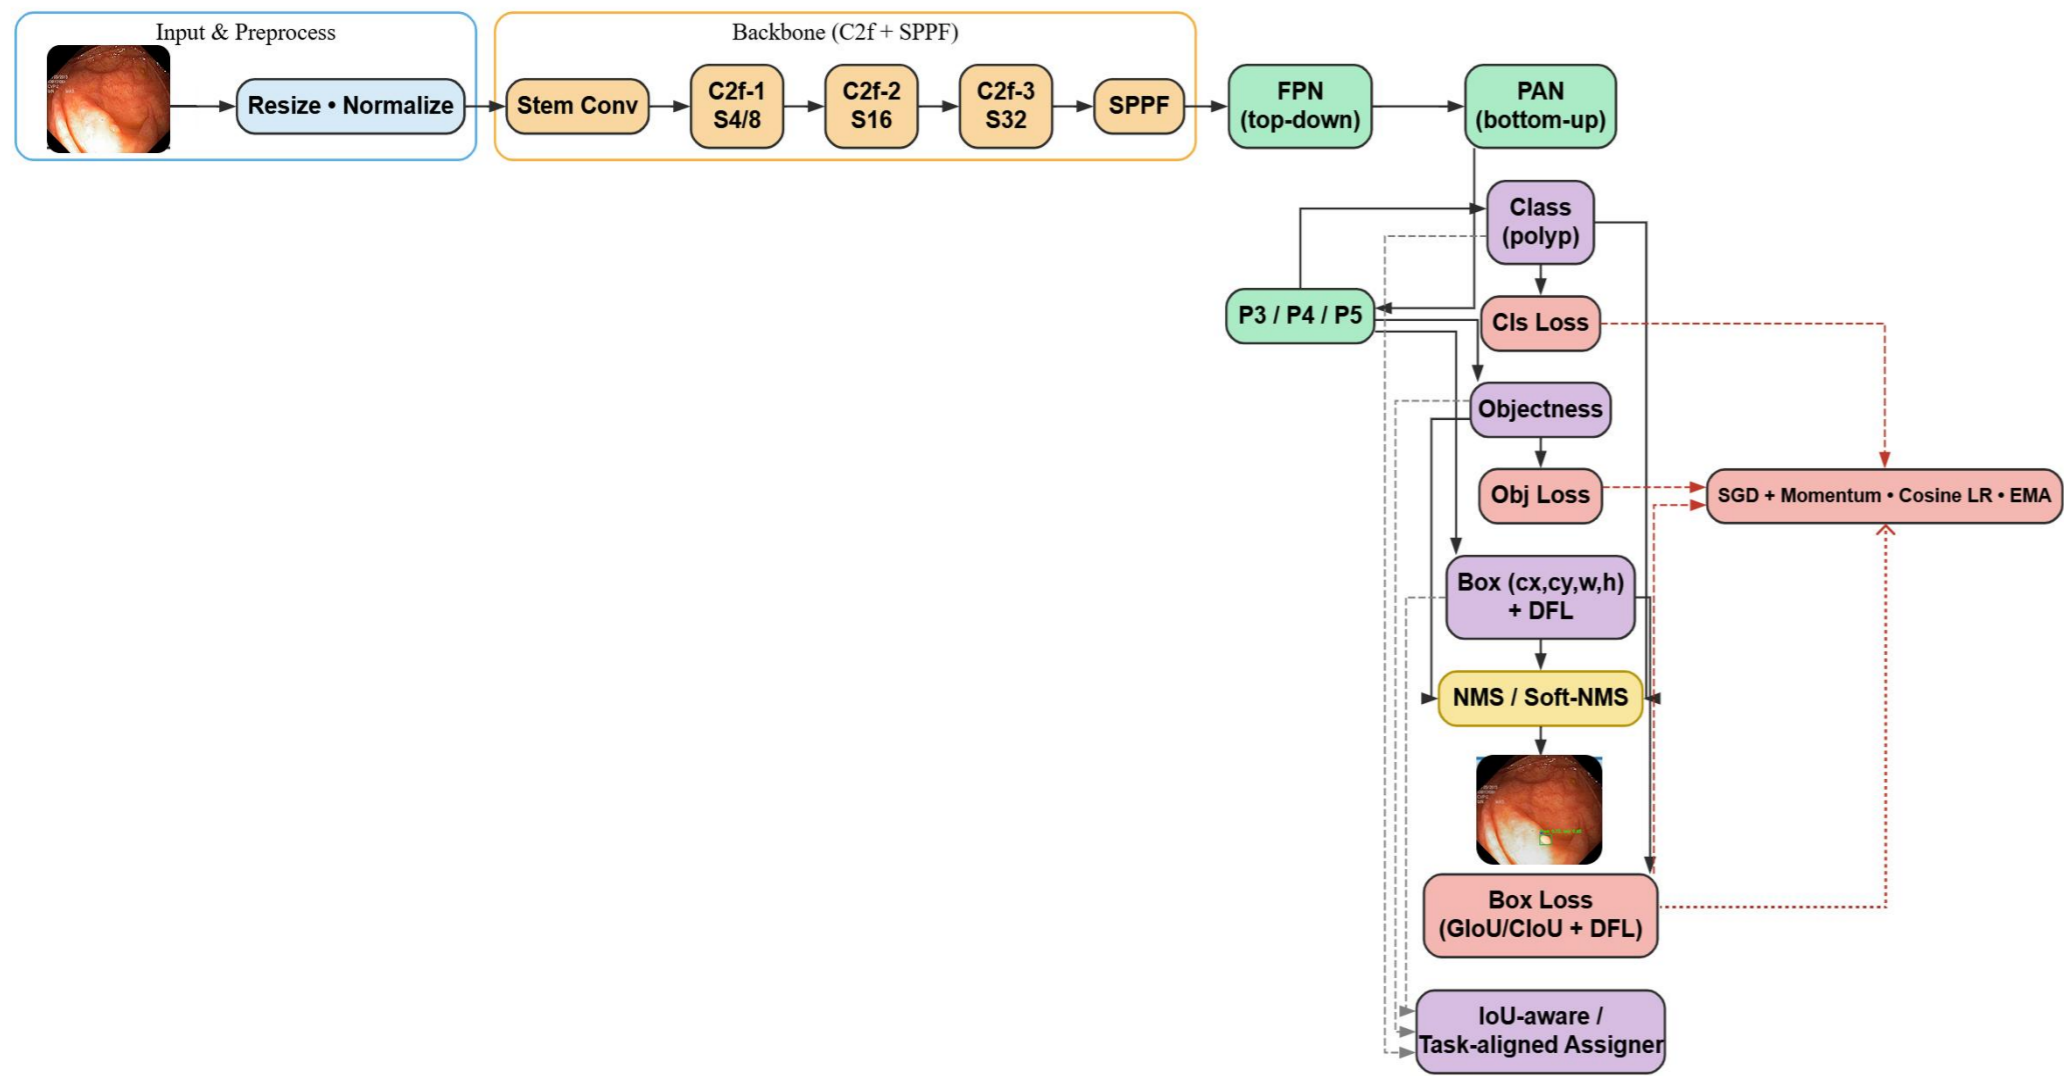 Input & Preprocess
Backbone (C2f + SPPF)
Resize • Normalize
Stem Conv
C2f-1
S4/8
C2f-2
S16
C2f-3
S32
SPPF
FPN
(top-down)
PAN
(bottom-up)
Class
(polyp)
P3 / P4 / P5
Cls Loss
Objectness
Obj Loss
SGD + Momentum • Cosine LR • EMA
Box (cx,cy,w,h)
+ DFL
NMS / Soft-NMS
Box Loss
(GIoU/CIoU + DFL)
IoU-aware /
Task-aligned Assigner